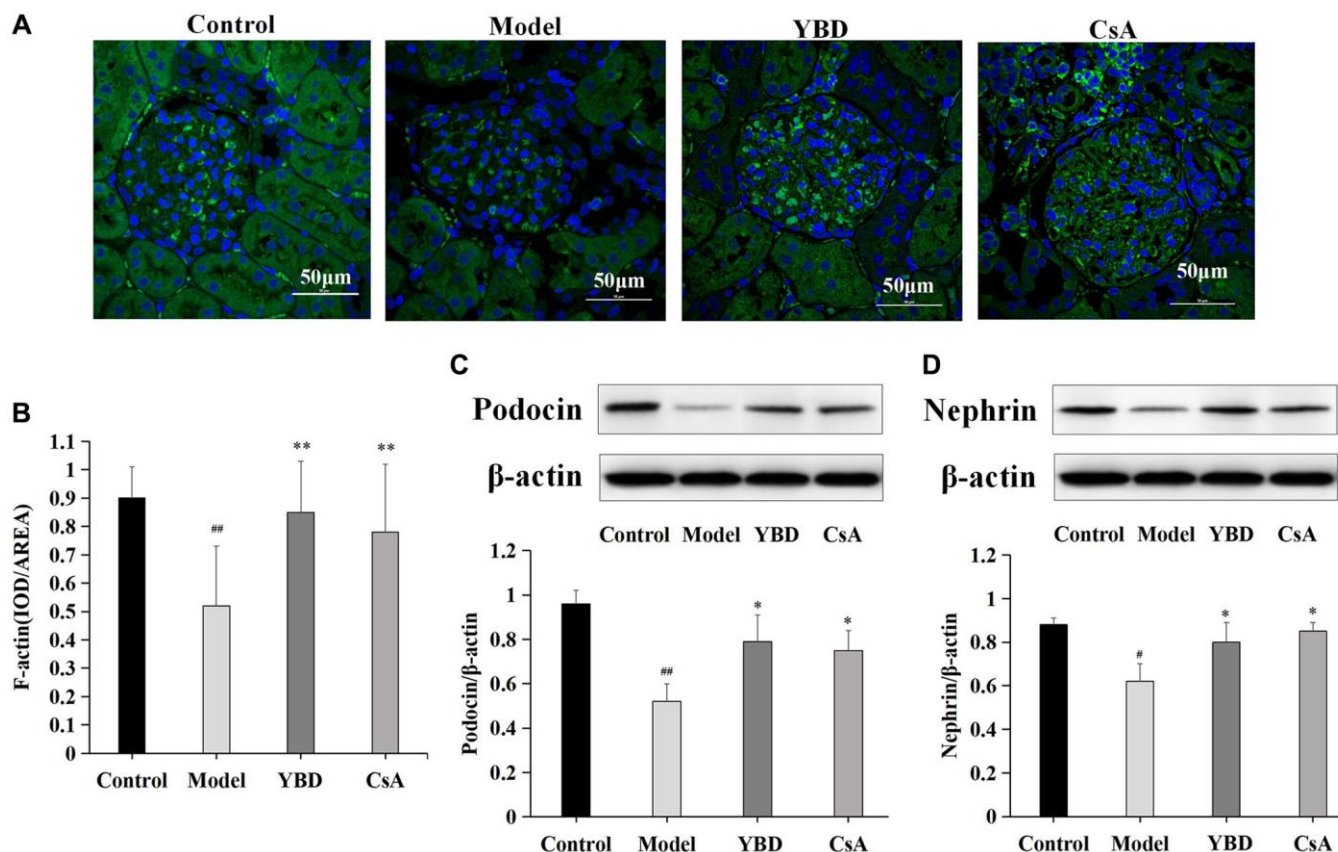 A
Control Model YBD CsA
50μm 50μm 50μm 50μm
B
F-actin(IOD/AREA)
1.1
1
0.9
0.8
0.7
0.6
0.5
0.4
0.3
0.2
0.1
0
##
**
**
Control Model YBD CsA
C
Podocin
β-actin
Control Model YBD CsA
Podocin/β-actin
1.2
1
0.8
0.6
0.4
0.2
0
##
*
*
Control Model YBD CsA
D
Nephrin
β-actin
Control Model YBD CsA
Nephrin/β-actin
1.2
1
0.8
0.6
0.4
0.2
0
#
*
*
Control Model YBD CsA